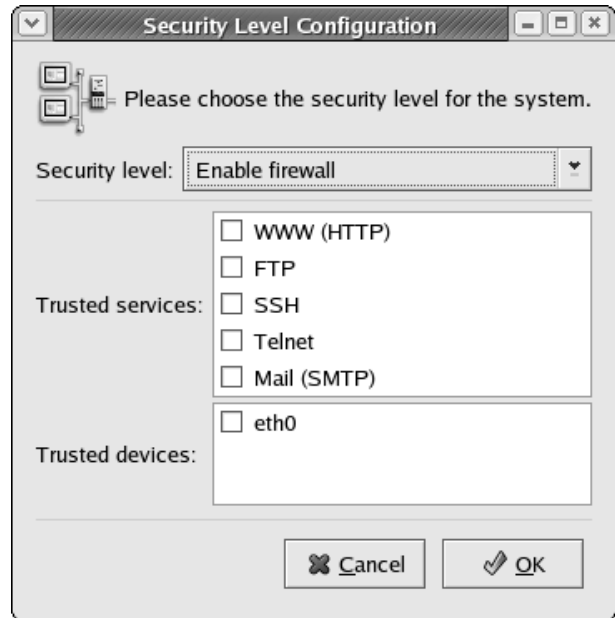 Security Level Configuration
Please choose the security level for the system.
Security level: Enable firewall
Trusted services:
WWW (HTTP)
FTP
SSH
Telnet
Mail (SMTP)
Trusted devices:
eth0
Cancel
OK